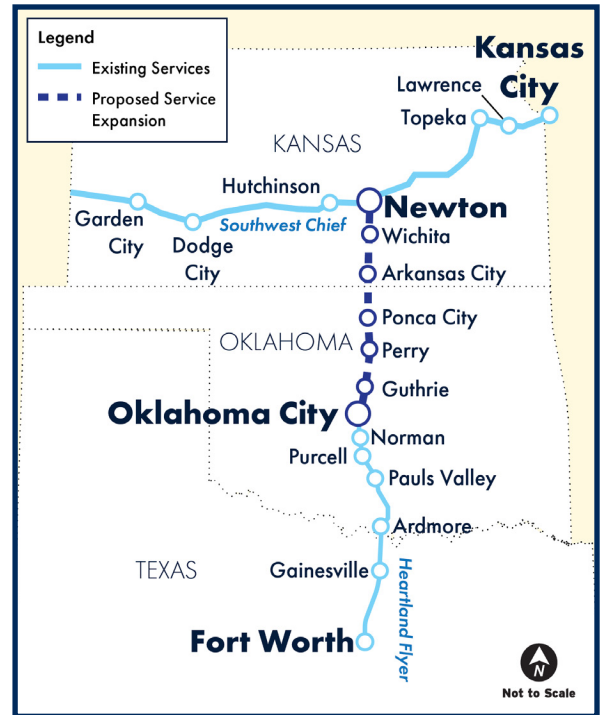 Legend
Existing Services
Proposed Service
Expansion
Kansas
City
Lawrence
Topeka
KANSAS
Hutchinson
Newton
Garden
City
Southwest Chief
Dodge
City
Wichita
Arkansas City
Ponca City
OKLAHOMA
Perry
Guthrie
Oklahoma City
Norman
Purcell
Pauls Valley
Ardmore
TEXAS
Gainesville
Heartland Flyer
Fort Worth
N
Not to Scale